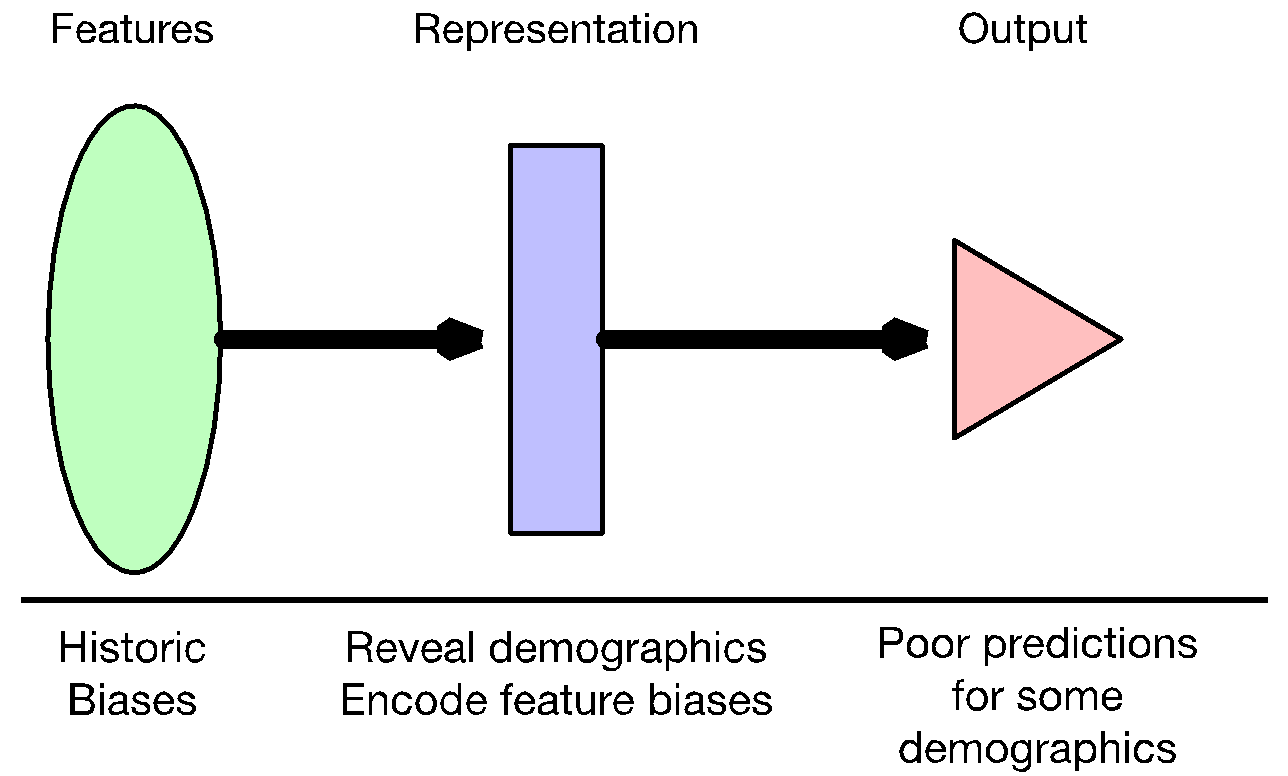 Features
Representation
Output
Historic
Biases
Reveal demographics
Encode feature biases
Poor predictions
for some
demographics